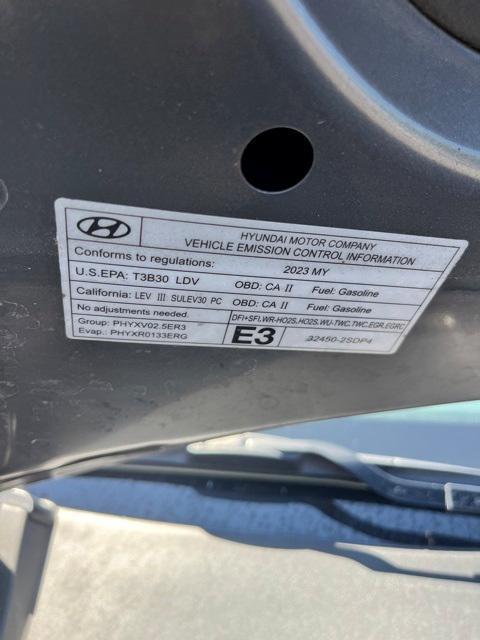 HYUNDAI MOTOR COMPANY
VEHICLE EMISSION CONTROL INFORMATION
Conforms to regulations: 2023 MY
U.S.EPA: T3B30 LDV OBD: CA II Fuel: Gasoline
California: LEV III SULEV30 PC OBD: CA II Fuel: Gasoline
No adjustments needed. DFI+SFI,WR-HO2S,HO2S,WU-TWC,TWC,EGR,EGRC
Group: PHYXV02.5ER3
Evap.: PHYXR0133ERG
E3
32450-2SDP4